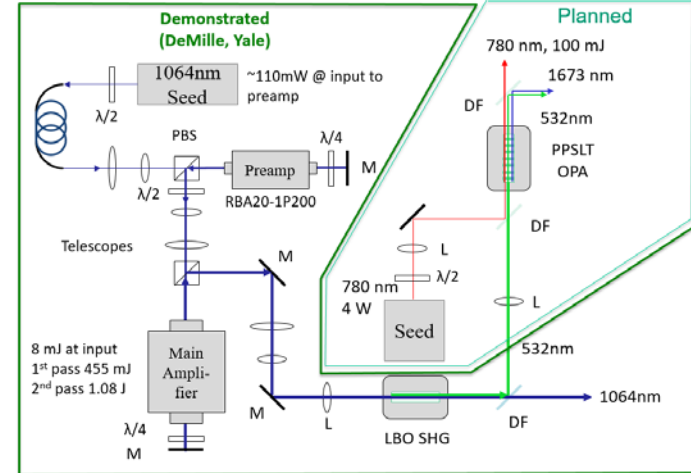 Demonstrated
(DeMille, Yale)
Planned
1064nm
Seed
~110mW @ input to
preamp
λ/2
780 nm, 100 mJ
1673 nm
DF
532nm
PBS
λ/4
M
Preamp
RBA20-1P200
λ/2
PPSLT
OPA
DF
Telescopes
M
L
λ/2
780 nm
4 W
Seed
L
8 mJ at input
1st pass 455 mJ
2nd pass 1.08 J
Main
Ampli-
fier
532nm
λ/4
M
M
L
LBO SHG
DF
1064nm